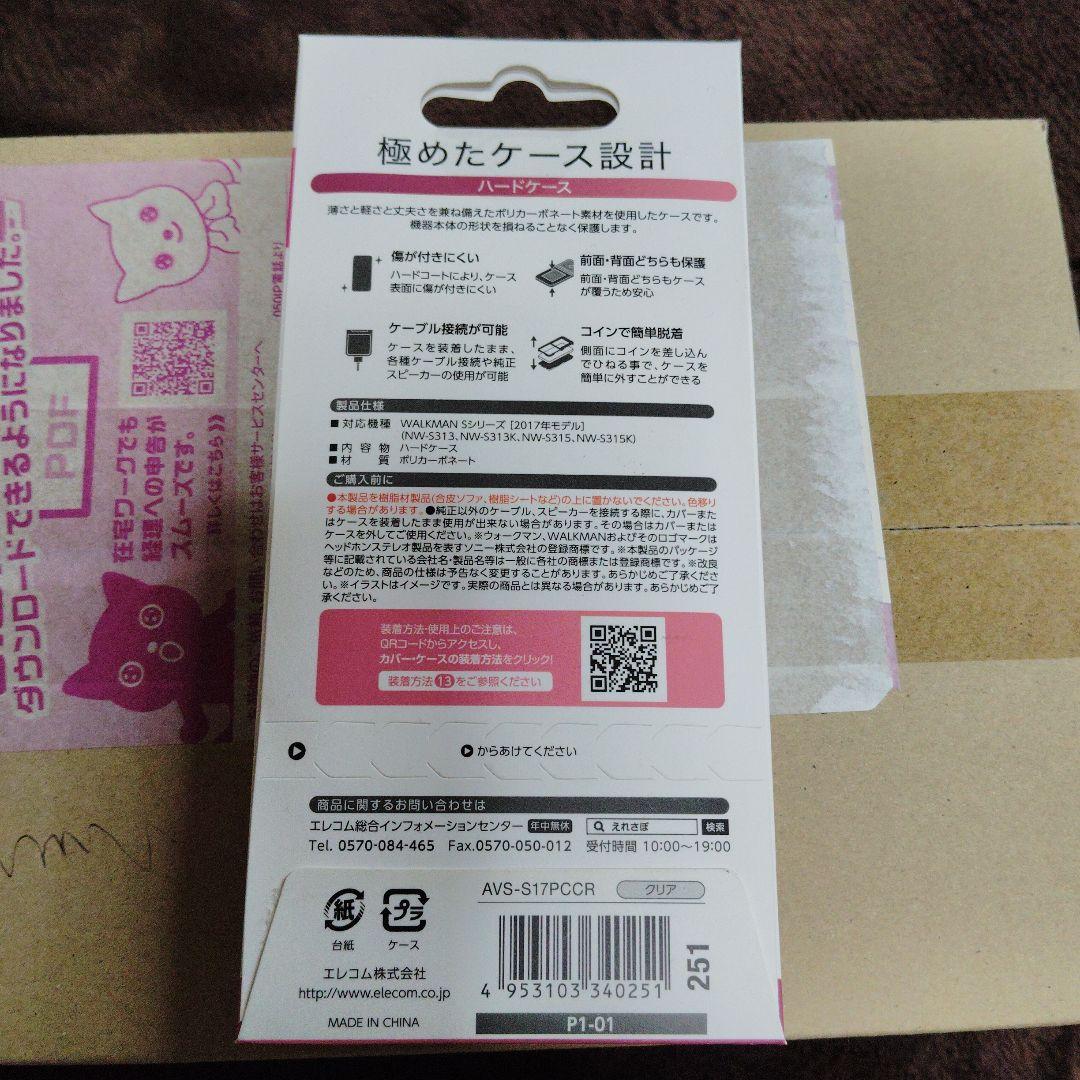 極めたケース設計
ハードケース
薄さと軽さと丈夫さを兼ね備えたポリカーボネート素材を使用したケースです。
機器本体の形状を損ねることなく保護します。
傷が付きにくい
ハードコートにより、ケース
表面に傷が付きにくい
前面・背面どちらも保護
前面・背面どちらもケース
が覆うため安心
ケーブル接続が可能
ケースを装着したまま、
各種ケーブル接続や純正
スピーカーの使用が可能
コインで簡単脱着
側面にコインを差し込ん
でひねる事で、ケースを
簡単に外すことができる
製品仕様
■対応機種 WALKMAN Sシリーズ [2017年モデル]
(NW-S313、NW-S313K、NW-S315、NW-S315K)
■内容物 ハードケース
■材質 ポリカーボネート
ご購入前に
●本製品を樹脂材製品(合皮ソファ、樹脂シートなど)の上に置かないでください。色移り
する場合があります。●純正以外のケーブル、スピーカーを接続する際に、カバーまた
はケースを装着したまま使用が出来ない場合があります。その場合はカバーまたは
ケースを外してご使用ください。※ウォークマン、WALKMANおよびそのロゴマークは
ヘッドホンステレオ製品を表すソニー株式会社の登録商標です。※本製品のパッケージ
等に記載されている会社名・製品名等は一般に各社の商標または登録商標です。※改良
などのため、商品の仕様は予告なく変更することがあります。あらかじめご了承くださ
い。※イラストはイメージです。実際の商品とは異なる場合があります。あらかじめご了
承ください。
装着方法・使用上のご注意は、
QRコードからアクセスし、
カバー・ケースの装着方法をクリック!
装着方法⑬をご参照ください
からあけてください
商品に関するお問い合わせは
エレコム総合インフォメーションセンター 年中無休
えれさぽ 検索
Tel. 0570-084-465 Fax.0570-050-012 受付時間 10:00〜19:00
AVS-S17PCCR クリア
紙
台紙
プラ
ケース
エレコム株式会社
http://www.elecom.co.jp
MADE IN CHINA
4 953103 340251
251
P1-01
ダウンロードできるようになりました。
PDF
在宅ワークでも
経理への申告が
スムーズです。
詳しくはこちら》
お問い合わせはお客様サービスセンターへ